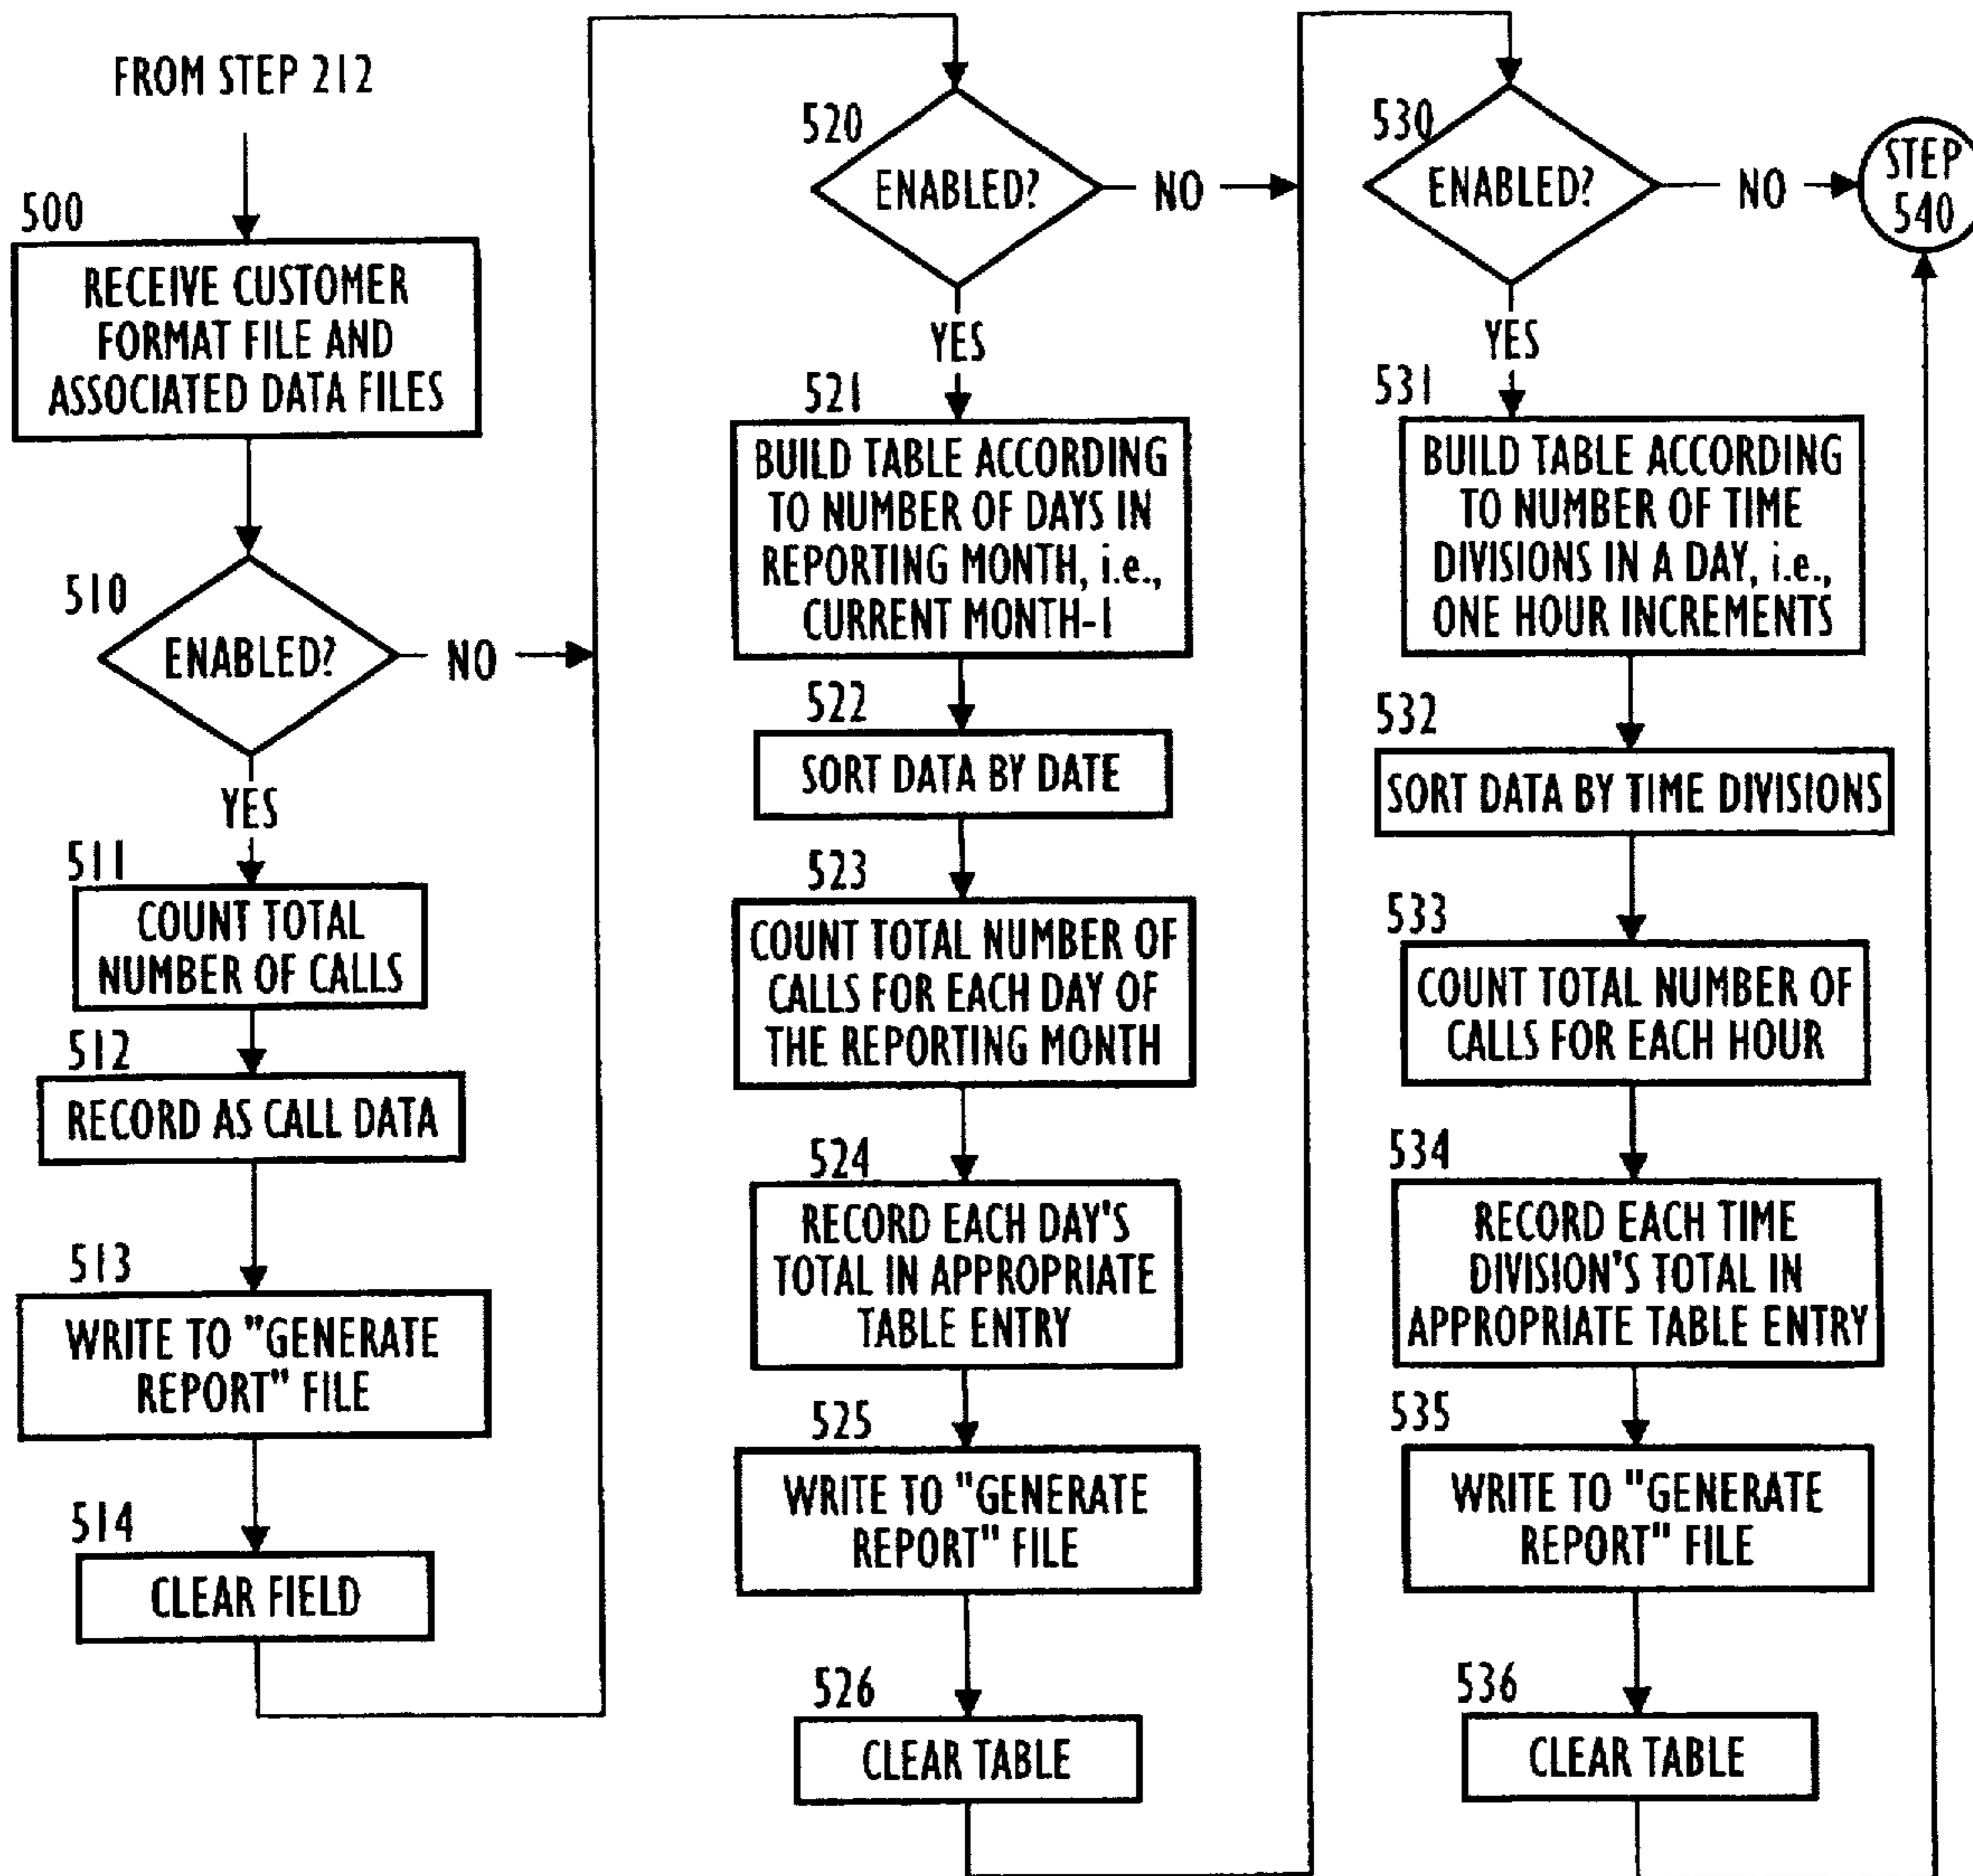 FROM STEP 212
500
RECEIVE CUSTOMER
FORMAT FILE AND
ASSOCIATED DATA FILES
510
ENABLED?
NO
YES
511
COUNT TOTAL
NUMBER OF CALLS
512
RECORD AS CALL DATA
513
WRITE TO "GENERATE
REPORT" FILE
514
CLEAR FIELD
520
ENABLED?
NO
YES
521
BUILD TABLE ACCORDING
TO NUMBER OF DAYS IN
REPORTING MONTH, i.e.,
CURRENT MONTH-1
522
SORT DATA BY DATE
523
COUNT TOTAL NUMBER OF
CALLS FOR EACH DAY OF
THE REPORTING MONTH
524
RECORD EACH DAY'S
TOTAL IN APPROPRIATE
TABLE ENTRY
525
WRITE TO "GENERATE
REPORT" FILE
526
CLEAR TABLE
530
ENABLED?
NO
STEP
540
YES
531
BUILD TABLE ACCORDING
TO NUMBER OF TIME
DIVISIONS IN A DAY, i.e.,
ONE HOUR INCREMENTS
532
SORT DATA BY TIME DIVISIONS
533
COUNT TOTAL NUMBER OF
CALLS FOR EACH HOUR
534
RECORD EACH TIME
DIVISION'S TOTAL IN
APPROPRIATE TABLE ENTRY
535
WRITE TO "GENERATE
REPORT" FILE
536
CLEAR TABLE